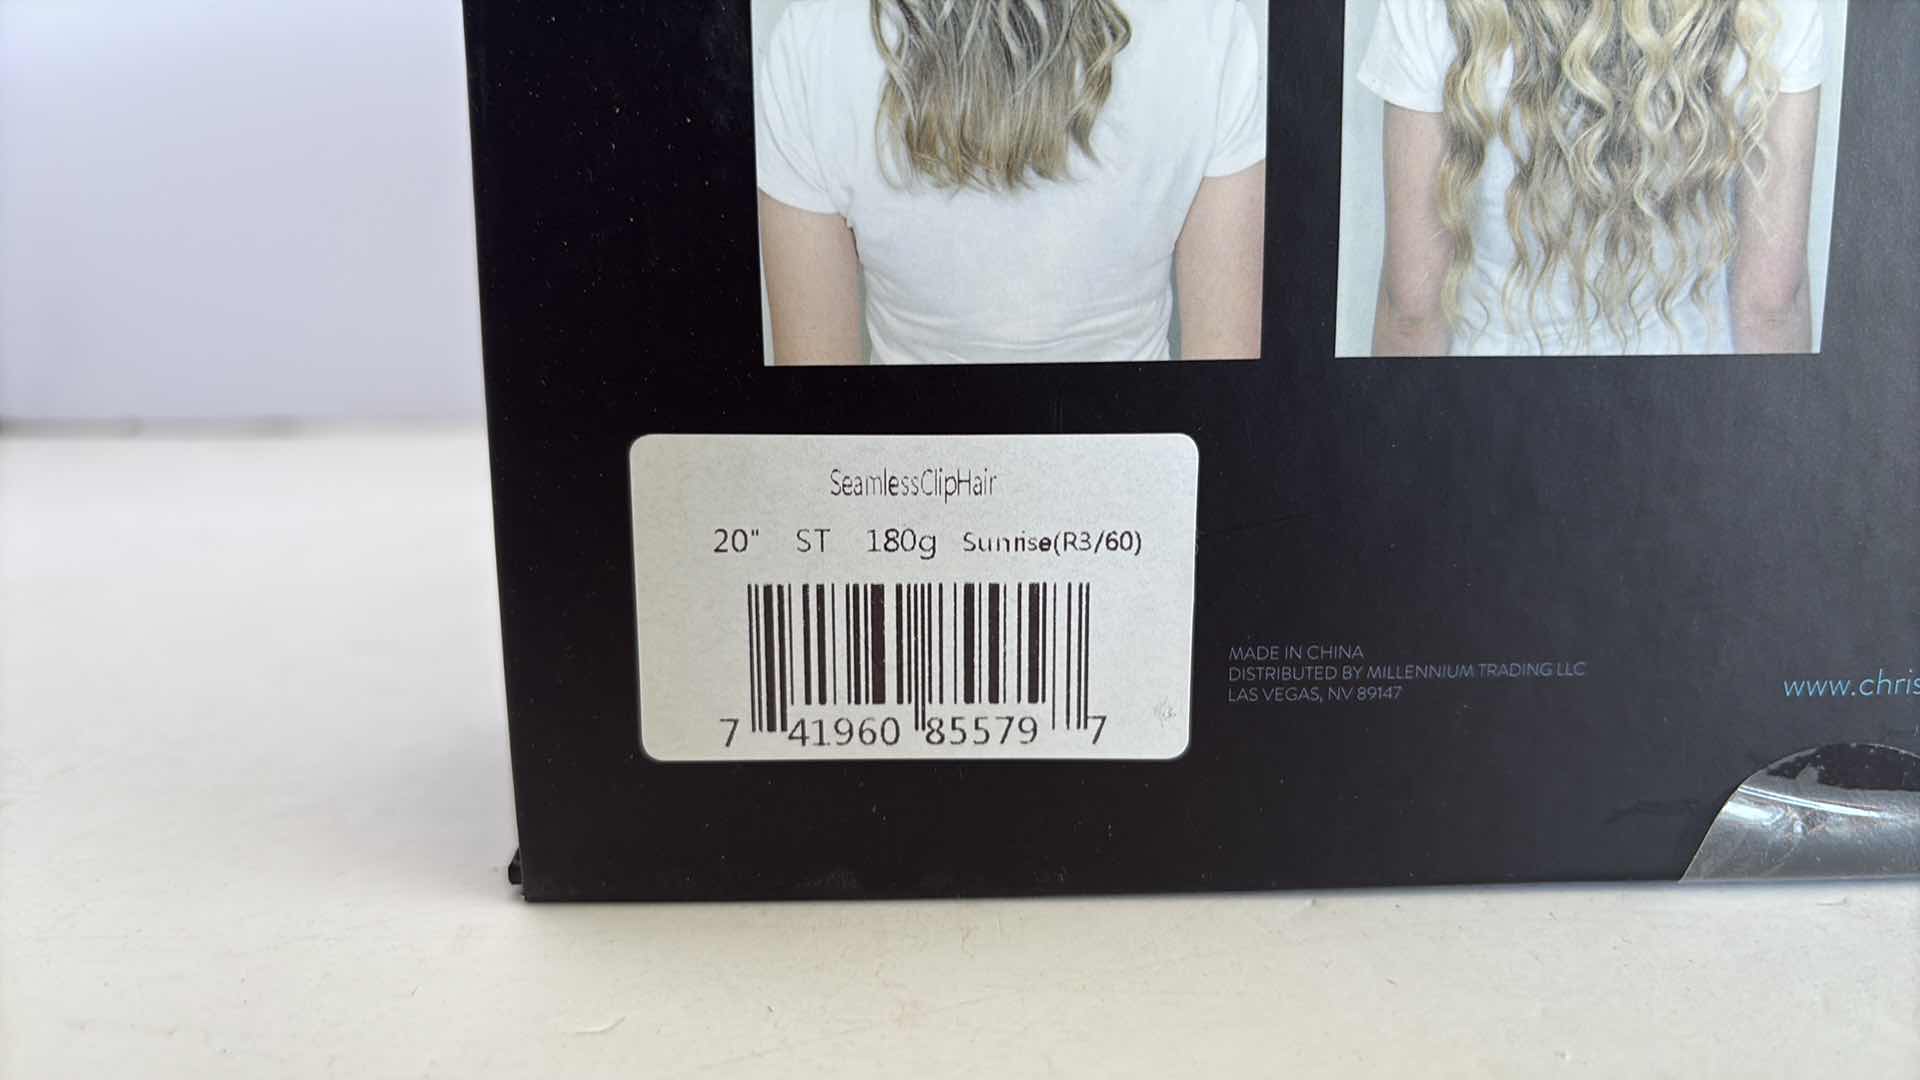 SeamlessClipHair
20" ST 180g Sunrise(R3/60)
7 41960 85579 7
MADE IN CHINA
DISTRIBUTED BY MILLENNIUM TRADING LLC
LAS VEGAS, NV 89147
www.chris